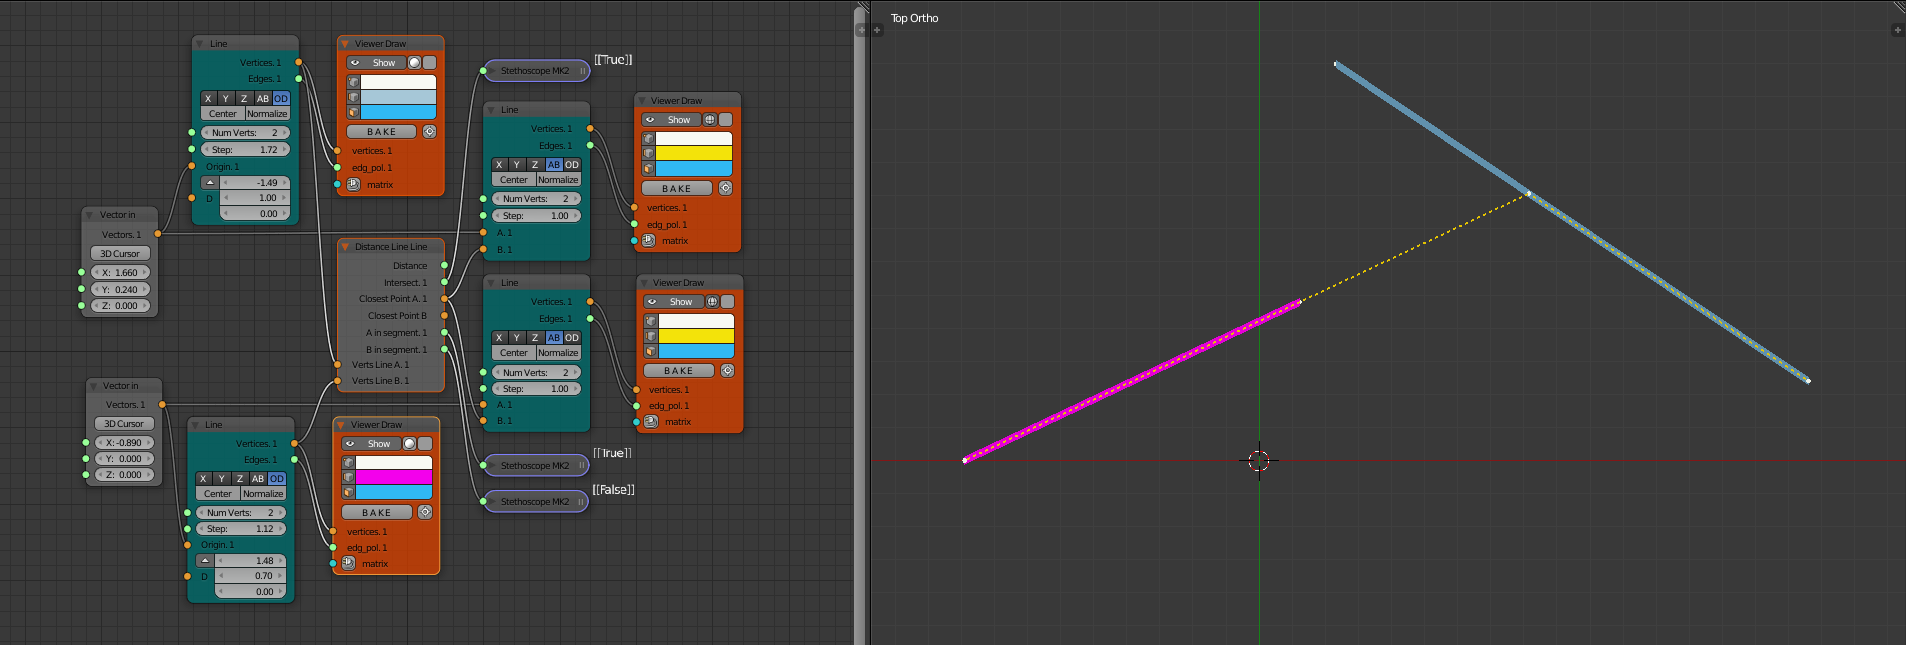 Line
Vertices. 1
Edges. 1
X Y Z AB OD
Center Normalize
Num Verts: 2
Step: 1.72
Origin. 1
-1.49
D 1.00
0.00
Viewer Draw
Show
BAKE
vertices. 1
edg_pol. 1
matrix
Stethoscope MK2
[[True]]
Line
Vertices. 1
Edges. 1
X Y Z AB OD
Center Normalize
Num Verts: 2
Step: 1.00
A. 1
B. 1
Viewer Draw
Show
BAKE
vertices. 1
edg_pol. 1
matrix
Vector in
Vectors. 1
3D Cursor
X: 1.660
Y: 0.240
Z: 0.000
Distance Line Line
Distance
Intersect. 1
Closest Point A. 1
Closest Point B
A in segment. 1
B in segment. 1
Verts Line A. 1
Verts Line B. 1
Line
Vertices. 1
Edges. 1
X Y Z AB OD
Center Normalize
Num Verts: 2
Step: 1.00
A. 1
B. 1
Viewer Draw
Show
BAKE
vertices. 1
edg_pol. 1
matrix
Vector in
Vectors. 1
3D Cursor
X: -0.890
Y: 0.000
Z: 0.000
Line
Vertices. 1
Edges. 1
X Y Z AB OD
Center Normalize
Num Verts: 2
Step: 1.12
Origin. 1
1.48
D 0.70
0.00
Viewer Draw
Show
BAKE
vertices. 1
edg_pol. 1
matrix
Stethoscope MK2
[[True]]
Stethoscope MK2
[[False]]
Top Ortho